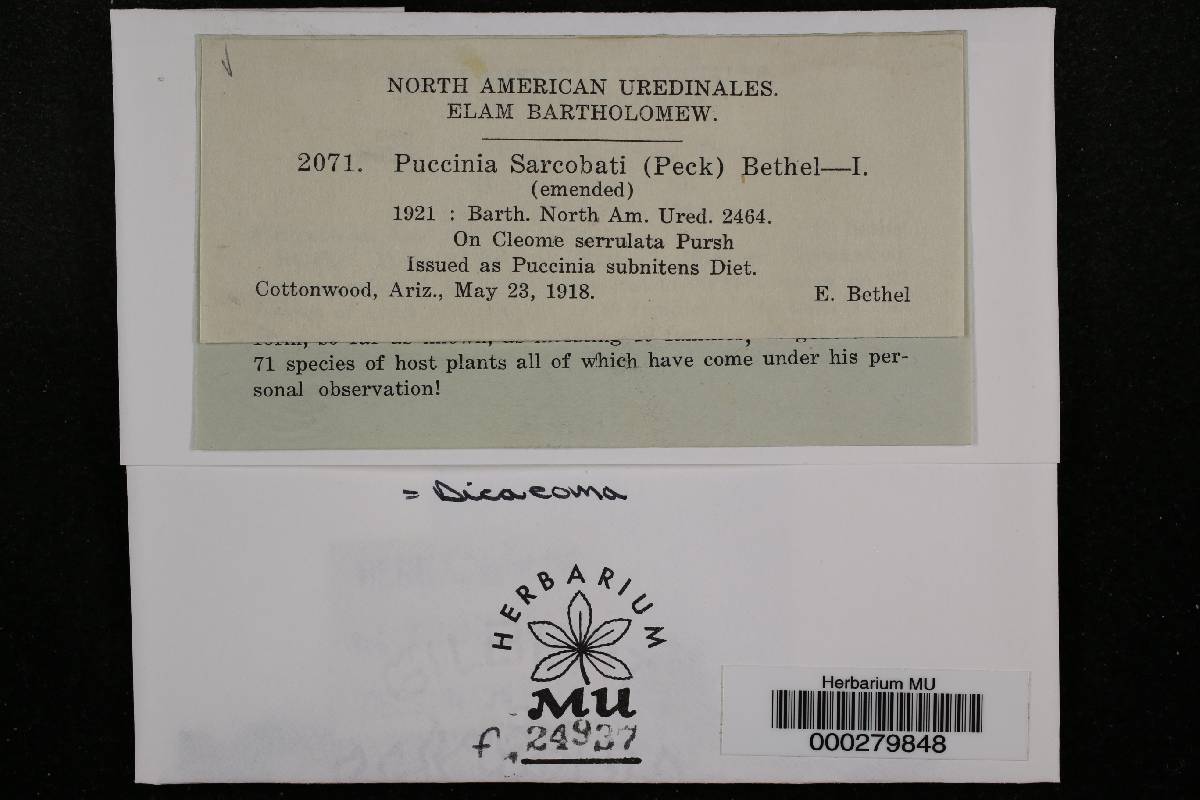 NORTH AMERICAN UREDINALES.
ELAM BARTHOLOMEW.
2071. Puccinia Sarcobati (Peck) Bethel—I.
(emended)
1921 : Barth. North Am. Ured. 2464.
On Cleome serrulata Pursh
Issued as Puccinia subnitens Diet.
Cottonwood, Ariz., May 23, 1918. E. Bethel
71 species of host plants all of which have come under his per-
sonal observation!
= Dicaeoma
HERBARIUM
MU
f. 24937
Herbarium MU
000279848